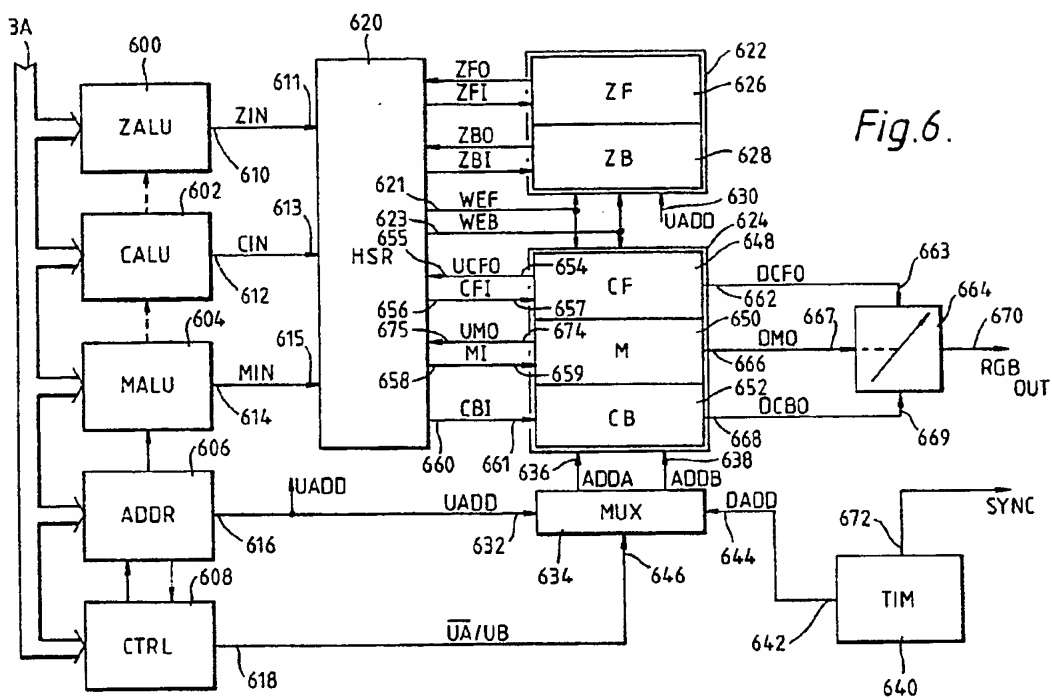 3A
600
620
622
ZFO
611
ZFI
ZF
626
Fig.6.
ZALU
ZIN
ZBO
610
ZBI
ZB
628
602
621
WEF
630
613
623
WEB
UADD
624
CALU
CIN
655
HSR
UCFO
654
648
DCFO
663
612
CFI
CF
662
664
656
657
650
604
675
UMO
674
DMO
667
670
615
MI
M
666
RGB
OUT
MALU
MIN
658
659
652
614
CBI
CB
DCBO
669
668
606
660
661
636
638
ADDA
ADDB
UADD
SYNC
ADDR
UADD
MUX
DADD
672
616
632
644
608
634
646
TIM
CTRL
U̅A̅/UB
642
618
640